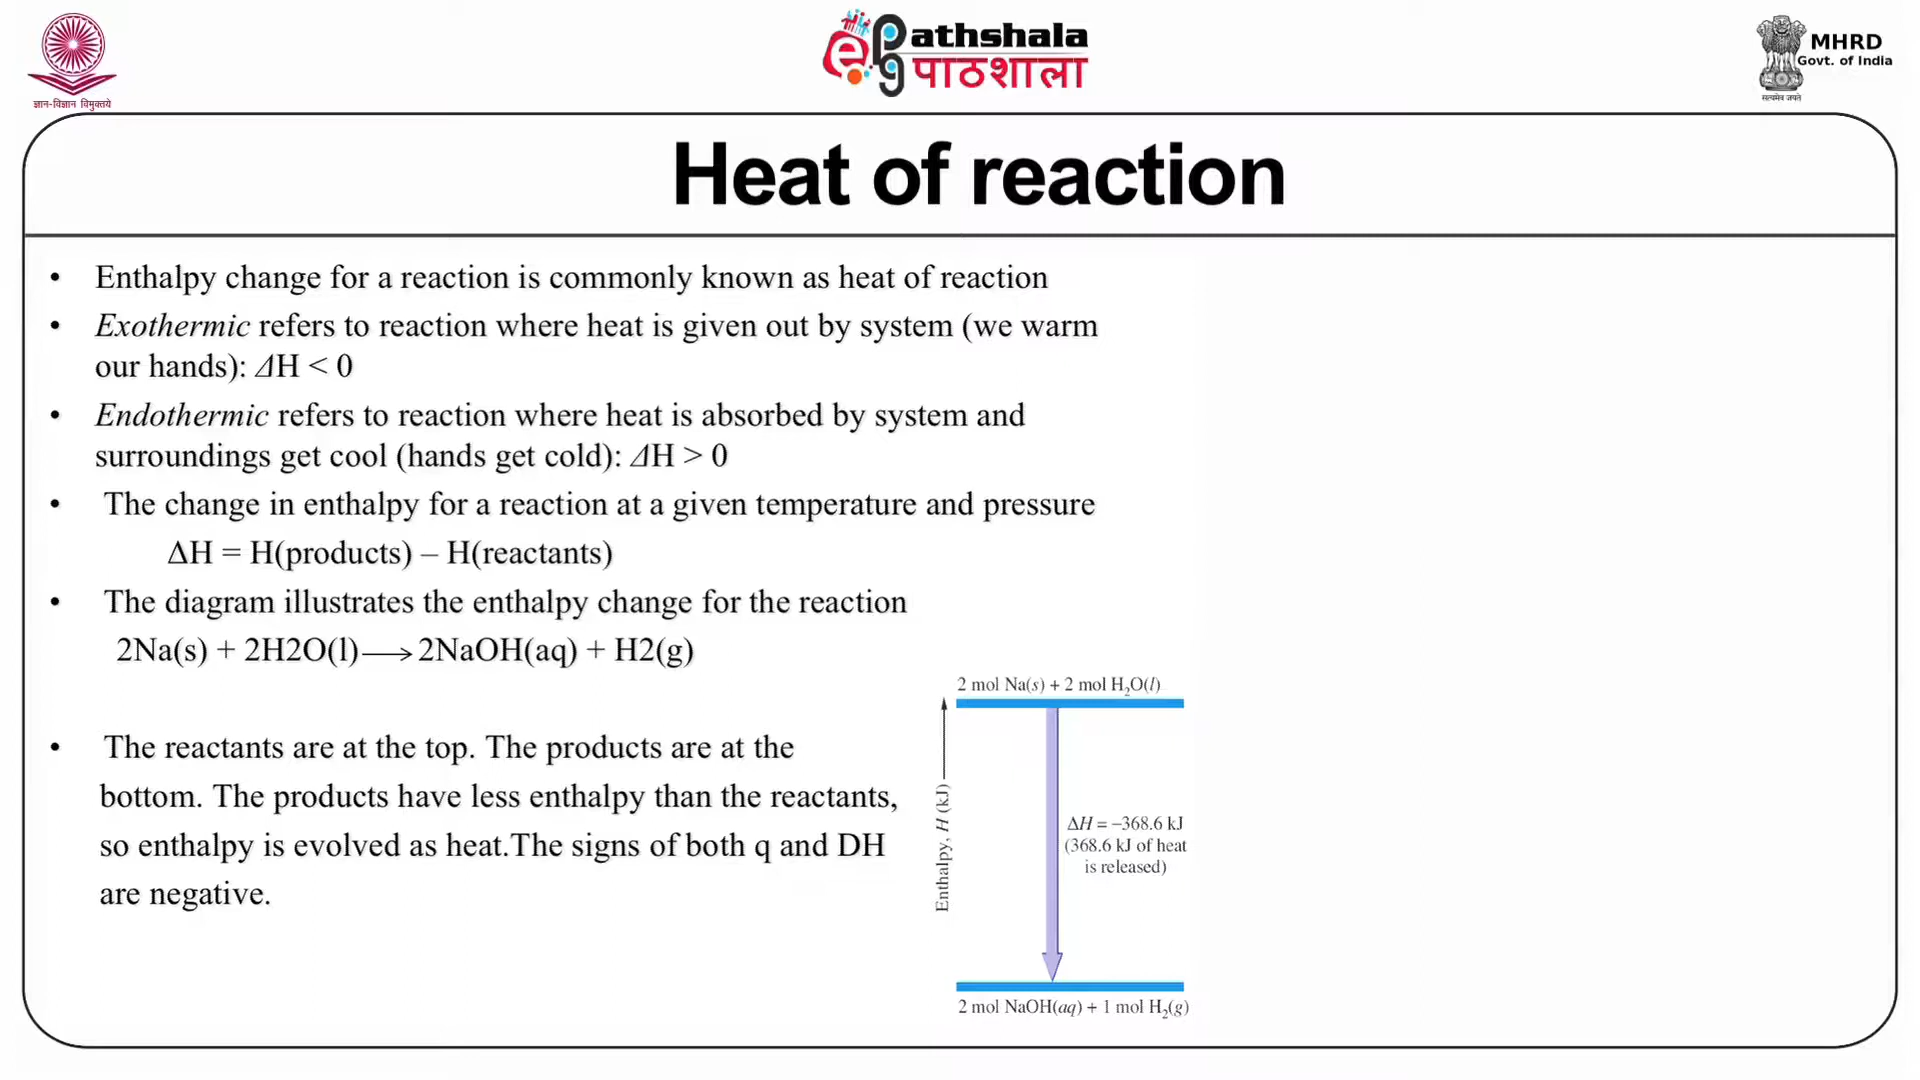 ज्ञान-विज्ञान विमुक्तये
e PG athshala
पाठशाला
MHRD
Govt. of India
सत्यमेव जयते
Heat of reaction
• Enthalpy change for a reaction is commonly known as heat of reaction
• Exothermic refers to reaction where heat is given out by system (we warm
our hands): ΔH < 0
• Endothermic refers to reaction where heat is absorbed by system and
surroundings get cool (hands get cold): ΔH > 0
• The change in enthalpy for a reaction at a given temperature and pressure
ΔH = H(products) – H(reactants)
• The diagram illustrates the enthalpy change for the reaction
2Na(s) + 2H2O(l)⟶2NaOH(aq) + H2(g)
• The reactants are at the top. The products are at the
bottom. The products have less enthalpy than the reactants,
so enthalpy is evolved as heat.The signs of both q and DH
are negative.
2 mol Na(s) + 2 mol H₂O(l)
Enthalpy, H (kJ)
ΔH = –368.6 kJ
(368.6 kJ of heat
is released)
2 mol NaOH(aq) + 1 mol H₂(g)